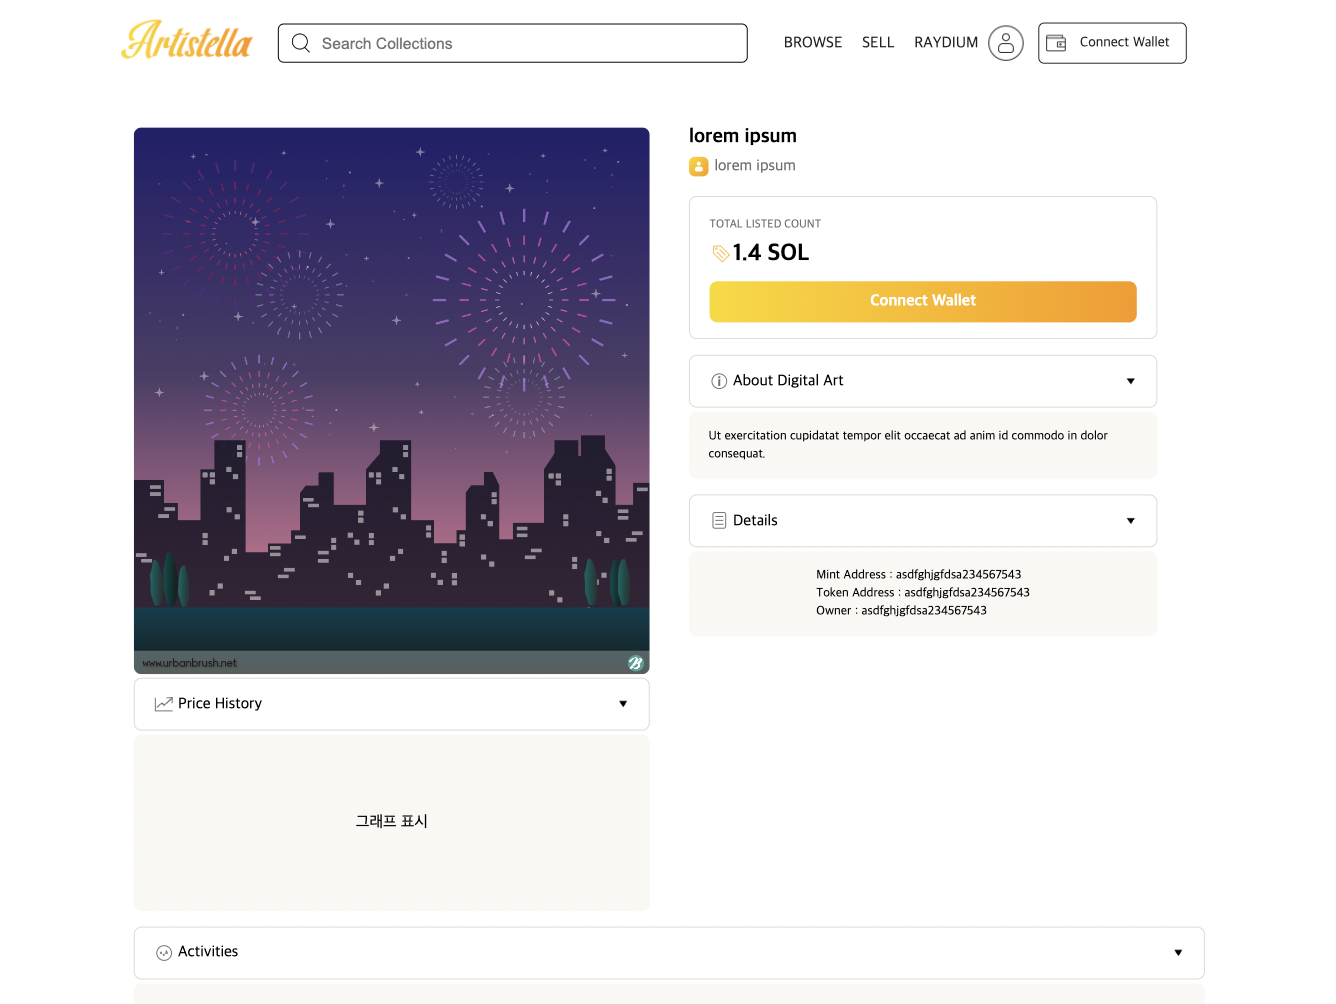 Artistella
Search Collections
BROWSE
SELL
RAYDIUM
Connect Wallet
www.urbanbrush.net
B
lorem ipsum
lorem ipsum
TOTAL LISTED COUNT
1.4 SOL
Connect Wallet
About Digital Art
Ut exercitation cupidatat tempor elit occaecat ad anim id commodo in dolor
consequat.
Details
Mint Address : asdfghjgfdsa234567543
Token Address : asdfghjgfdsa234567543
Owner : asdfghjgfdsa234567543
Price History
그래프 표시
Activities